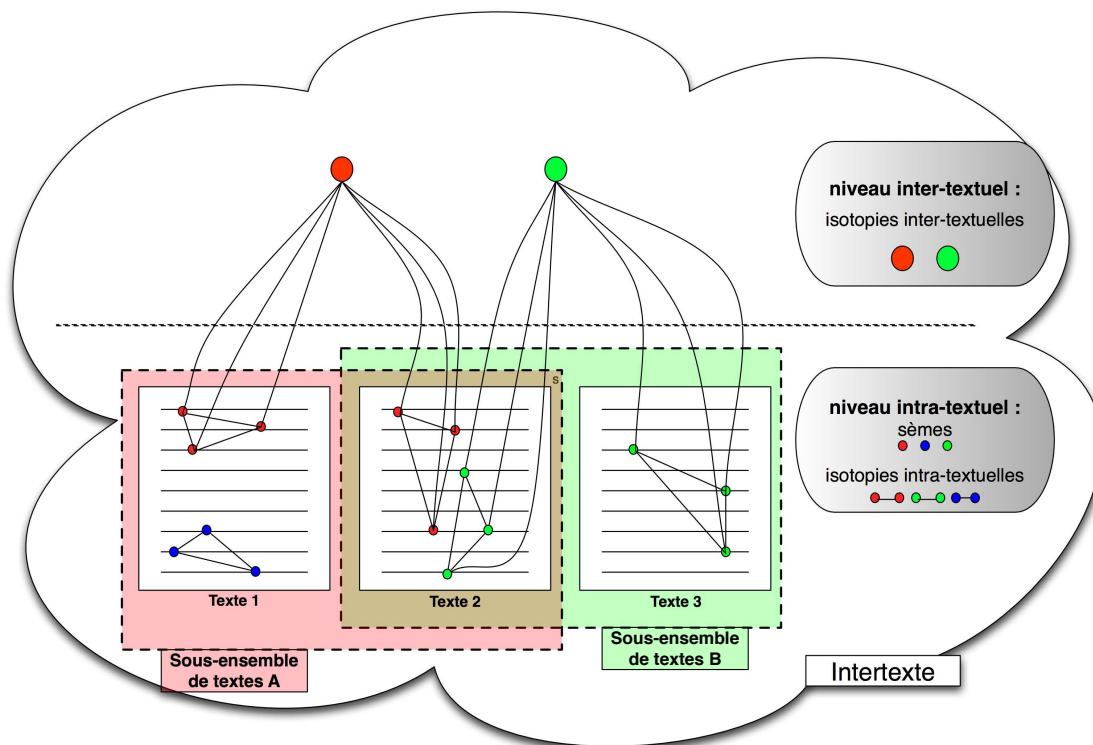 niveau inter-textuel :
isotopies inter-textuelles
niveau intra-textuel :
sèmes
isotopies intra-textuelles
s
Texte 1
Texte 2
Texte 3
Sous-ensemble
de textes A
Sous-ensemble
de textes B
Intertexte